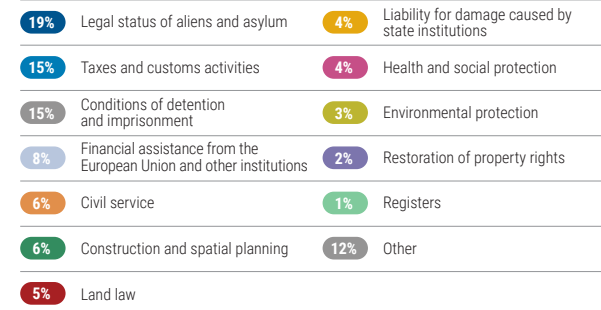 19% Legal status of aliens and asylum
15% Taxes and customs activities
15% Conditions of detention
and imprisonment
8% Financial assistance from the
European Union and other institutions
6% Civil service
6% Construction and spatial planning
5% Land law
4% Liability for damage caused by
state institutions
4% Health and social protection
3% Environmental protection
2% Restoration of property rights
1% Registers
12% Other